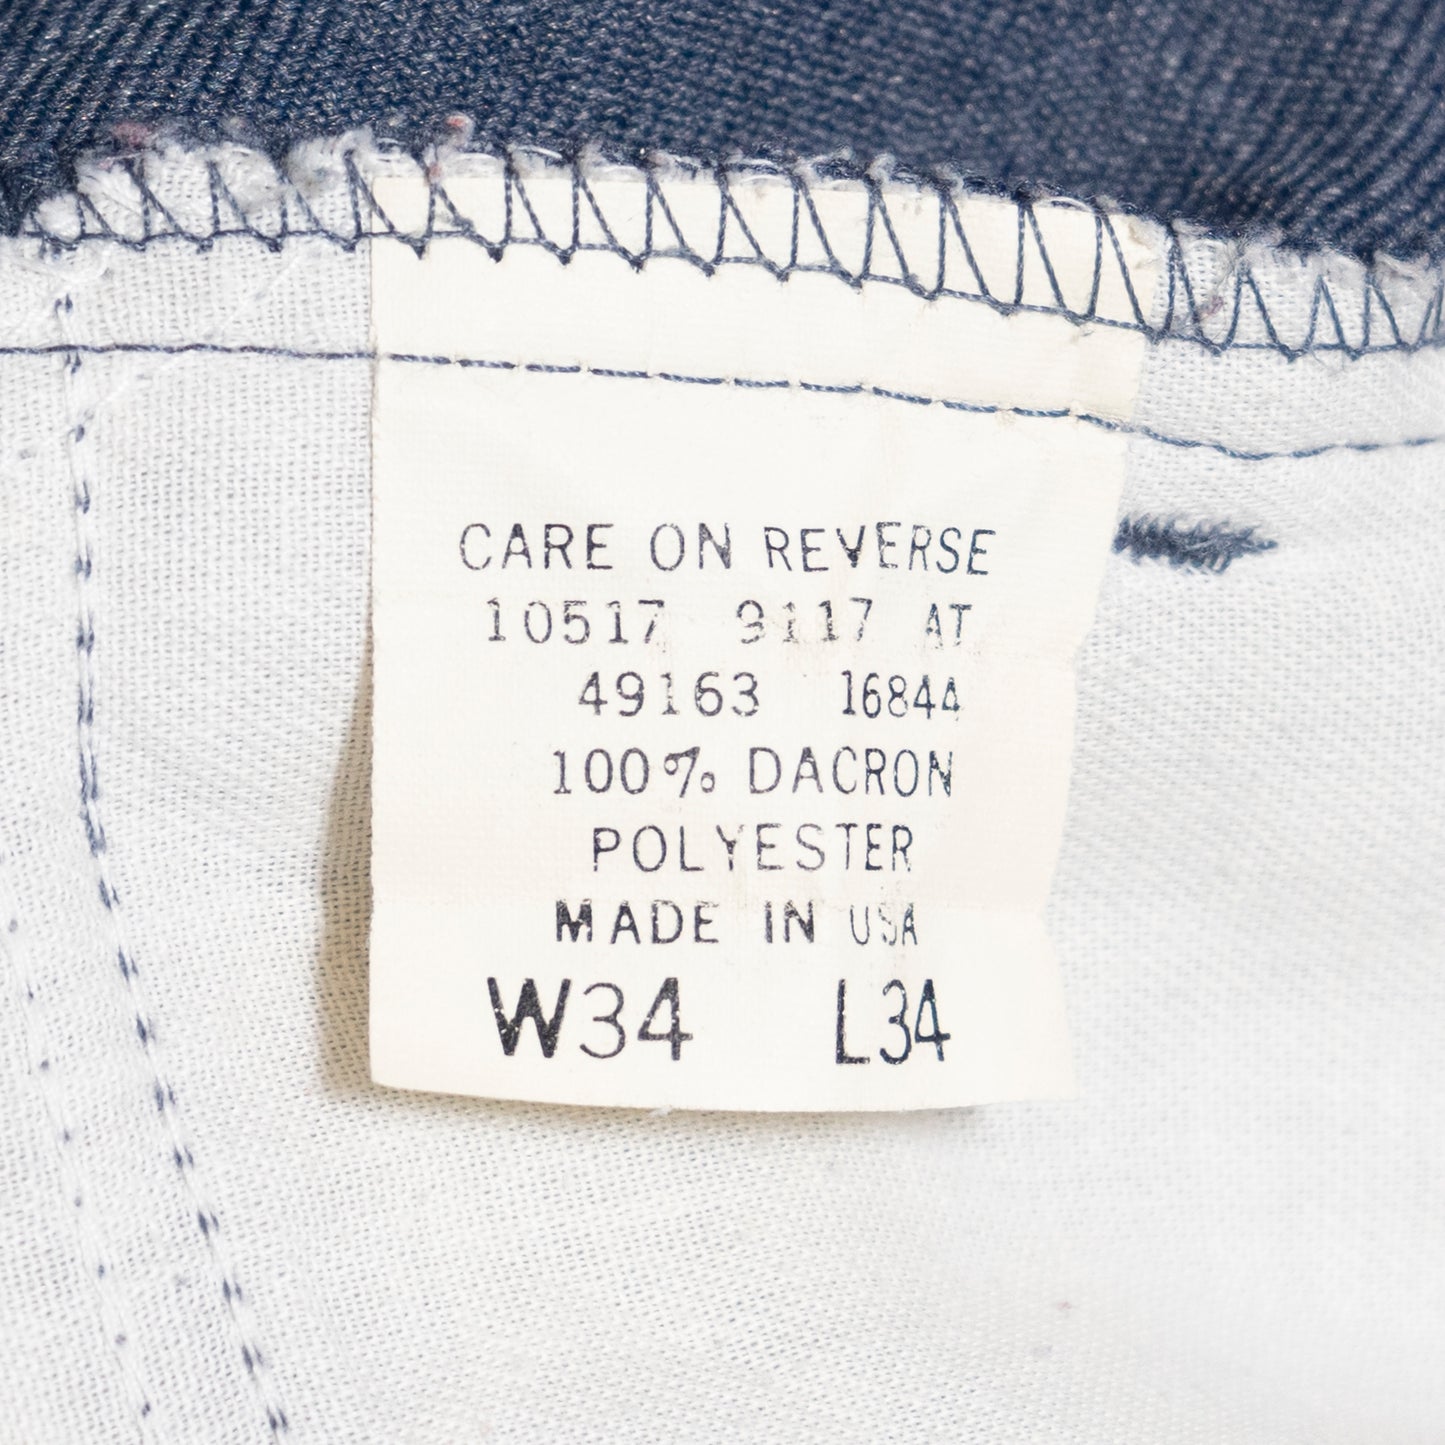 CARE ON REVERSE
10517 9117 AT
49163 16844
100% DACRON
POLYESTER
MADE IN USA
W34 L34